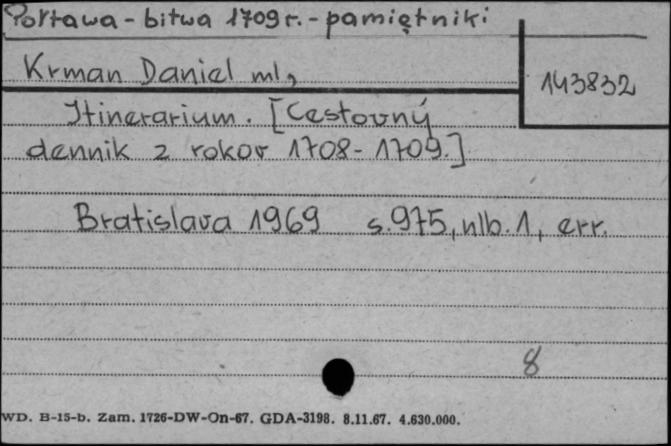 Połtawa - bitwa 1709 r. - pamiętniki
Krman Daniel ml,
143832
Itinerarium. [Cestovný
dennik z rokov 1708 - 1709.]
Bratislava 1969 s. 975, nlb. 1, err.
8
WD. B-15-b. Zam. 1726-DW-On-67. GDA-3198. 8.11.67. 4.630.000.